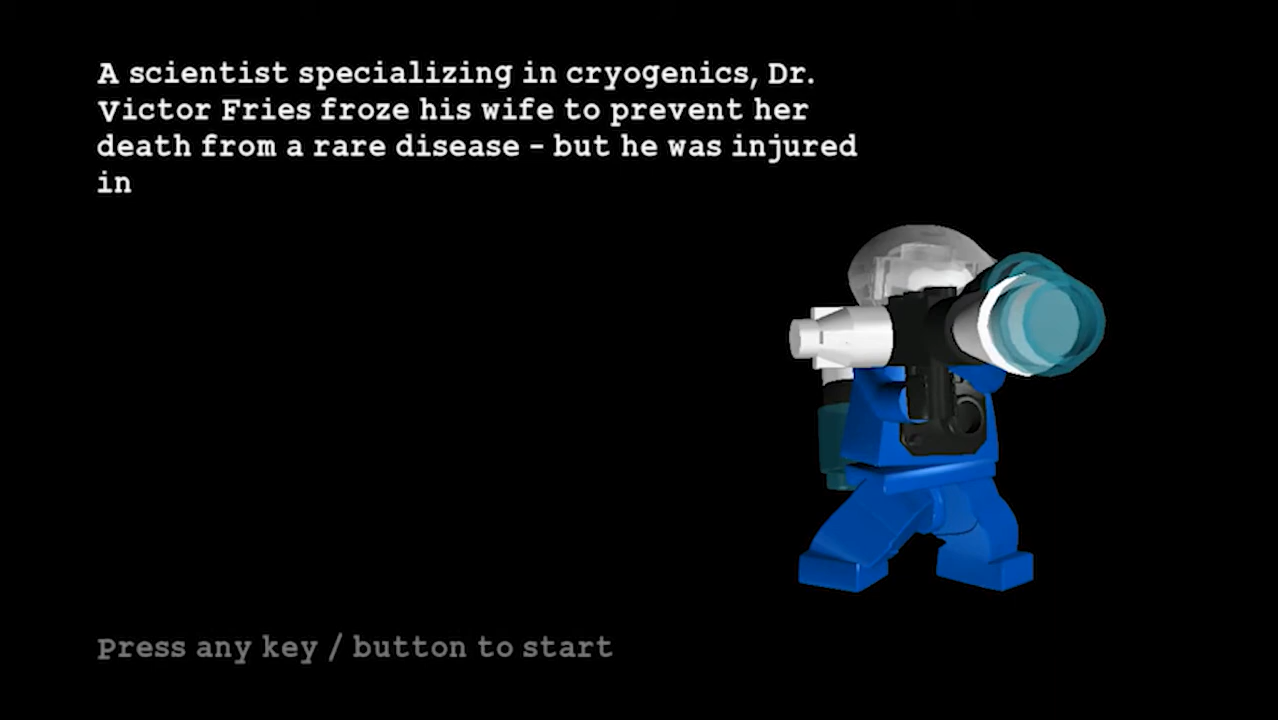 A scientist specializing in cryogenics, Dr.
Victor Fries froze his wife to prevent her
death from a rare disease - but he was injured
in
Press any key / button to start